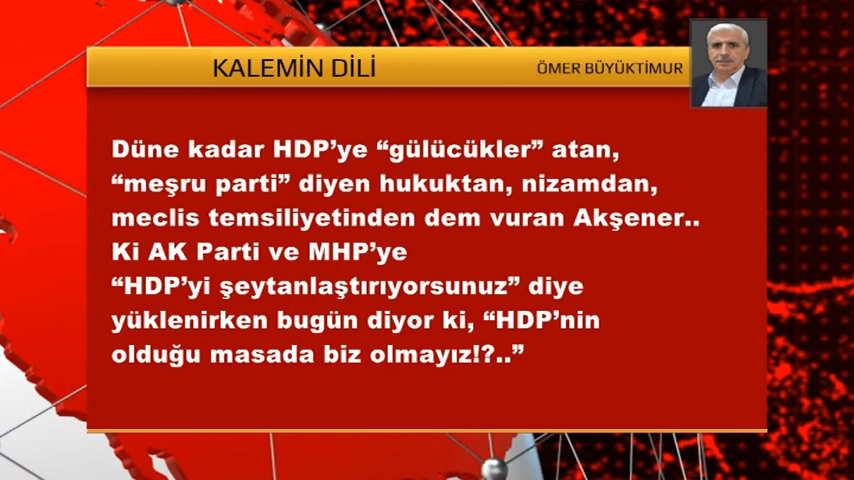 KALEMİN DİLİ
ÖMER BÜYÜKTİMUR
Düne kadar HDP’ye “gülücükler” atan,
“meşru parti” diyen hukuktan, nizamdan,
meclis temsiliyetinden dem vuran Akşener..
Ki AK Parti ve MHP’ye
“HDP’yi şeytanlaştırıyorsunuz” diye
yüklenirken bugün diyor ki, “HDP’nin
olduğu masada biz olmayız!?..”